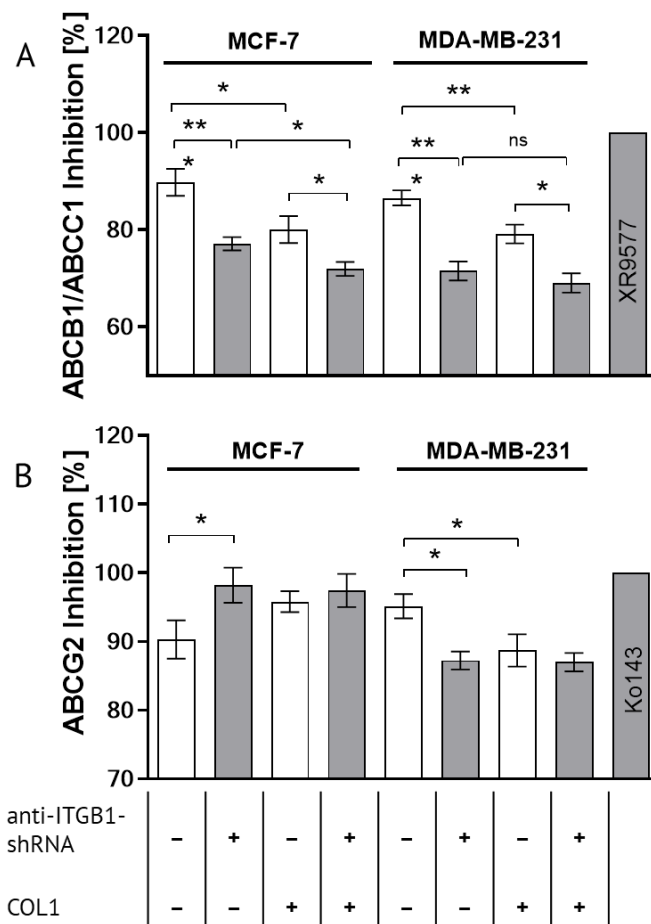 A
ABCB1/ABCC1 Inhibition [%]
120
100
80
60
MCF-7
MDA-MB-231
*
**
**
*
**
ns
*
*
*
*
XR9577
B
ABCG2 Inhibition [%]
120
110
100
90
80
70
MCF-7
MDA-MB-231
*
*
*
Ko143
anti-ITGB1-
shRNA
– + – + – + – +
COL1
– – + + – – + +